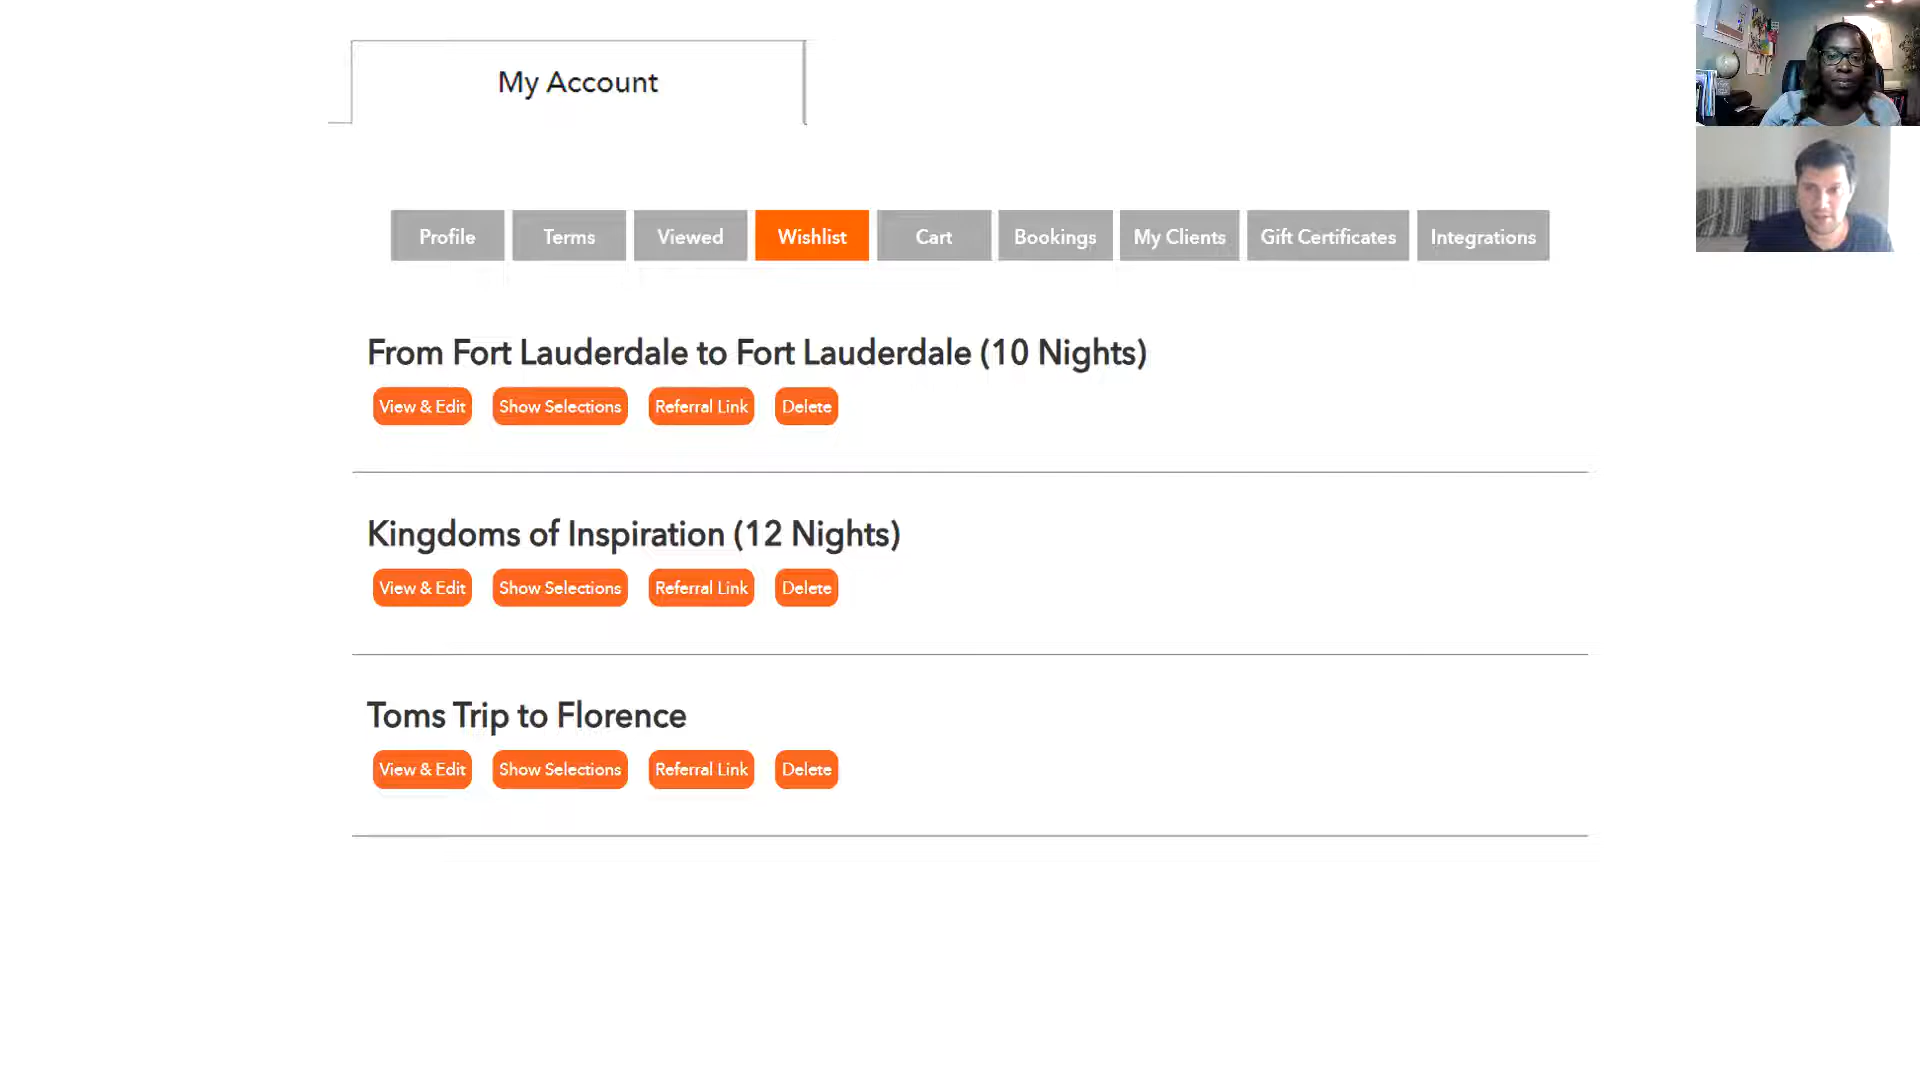 My Account
Profile Terms Viewed Wishlist Cart Bookings My Clients Gift Certificates Integrations
From Fort Lauderdale to Fort Lauderdale (10 Nights)
View & Edit Show Selections Referral Link Delete
Kingdoms of Inspiration (12 Nights)
View & Edit Show Selections Referral Link Delete
Toms Trip to Florence
View & Edit Show Selections Referral Link Delete